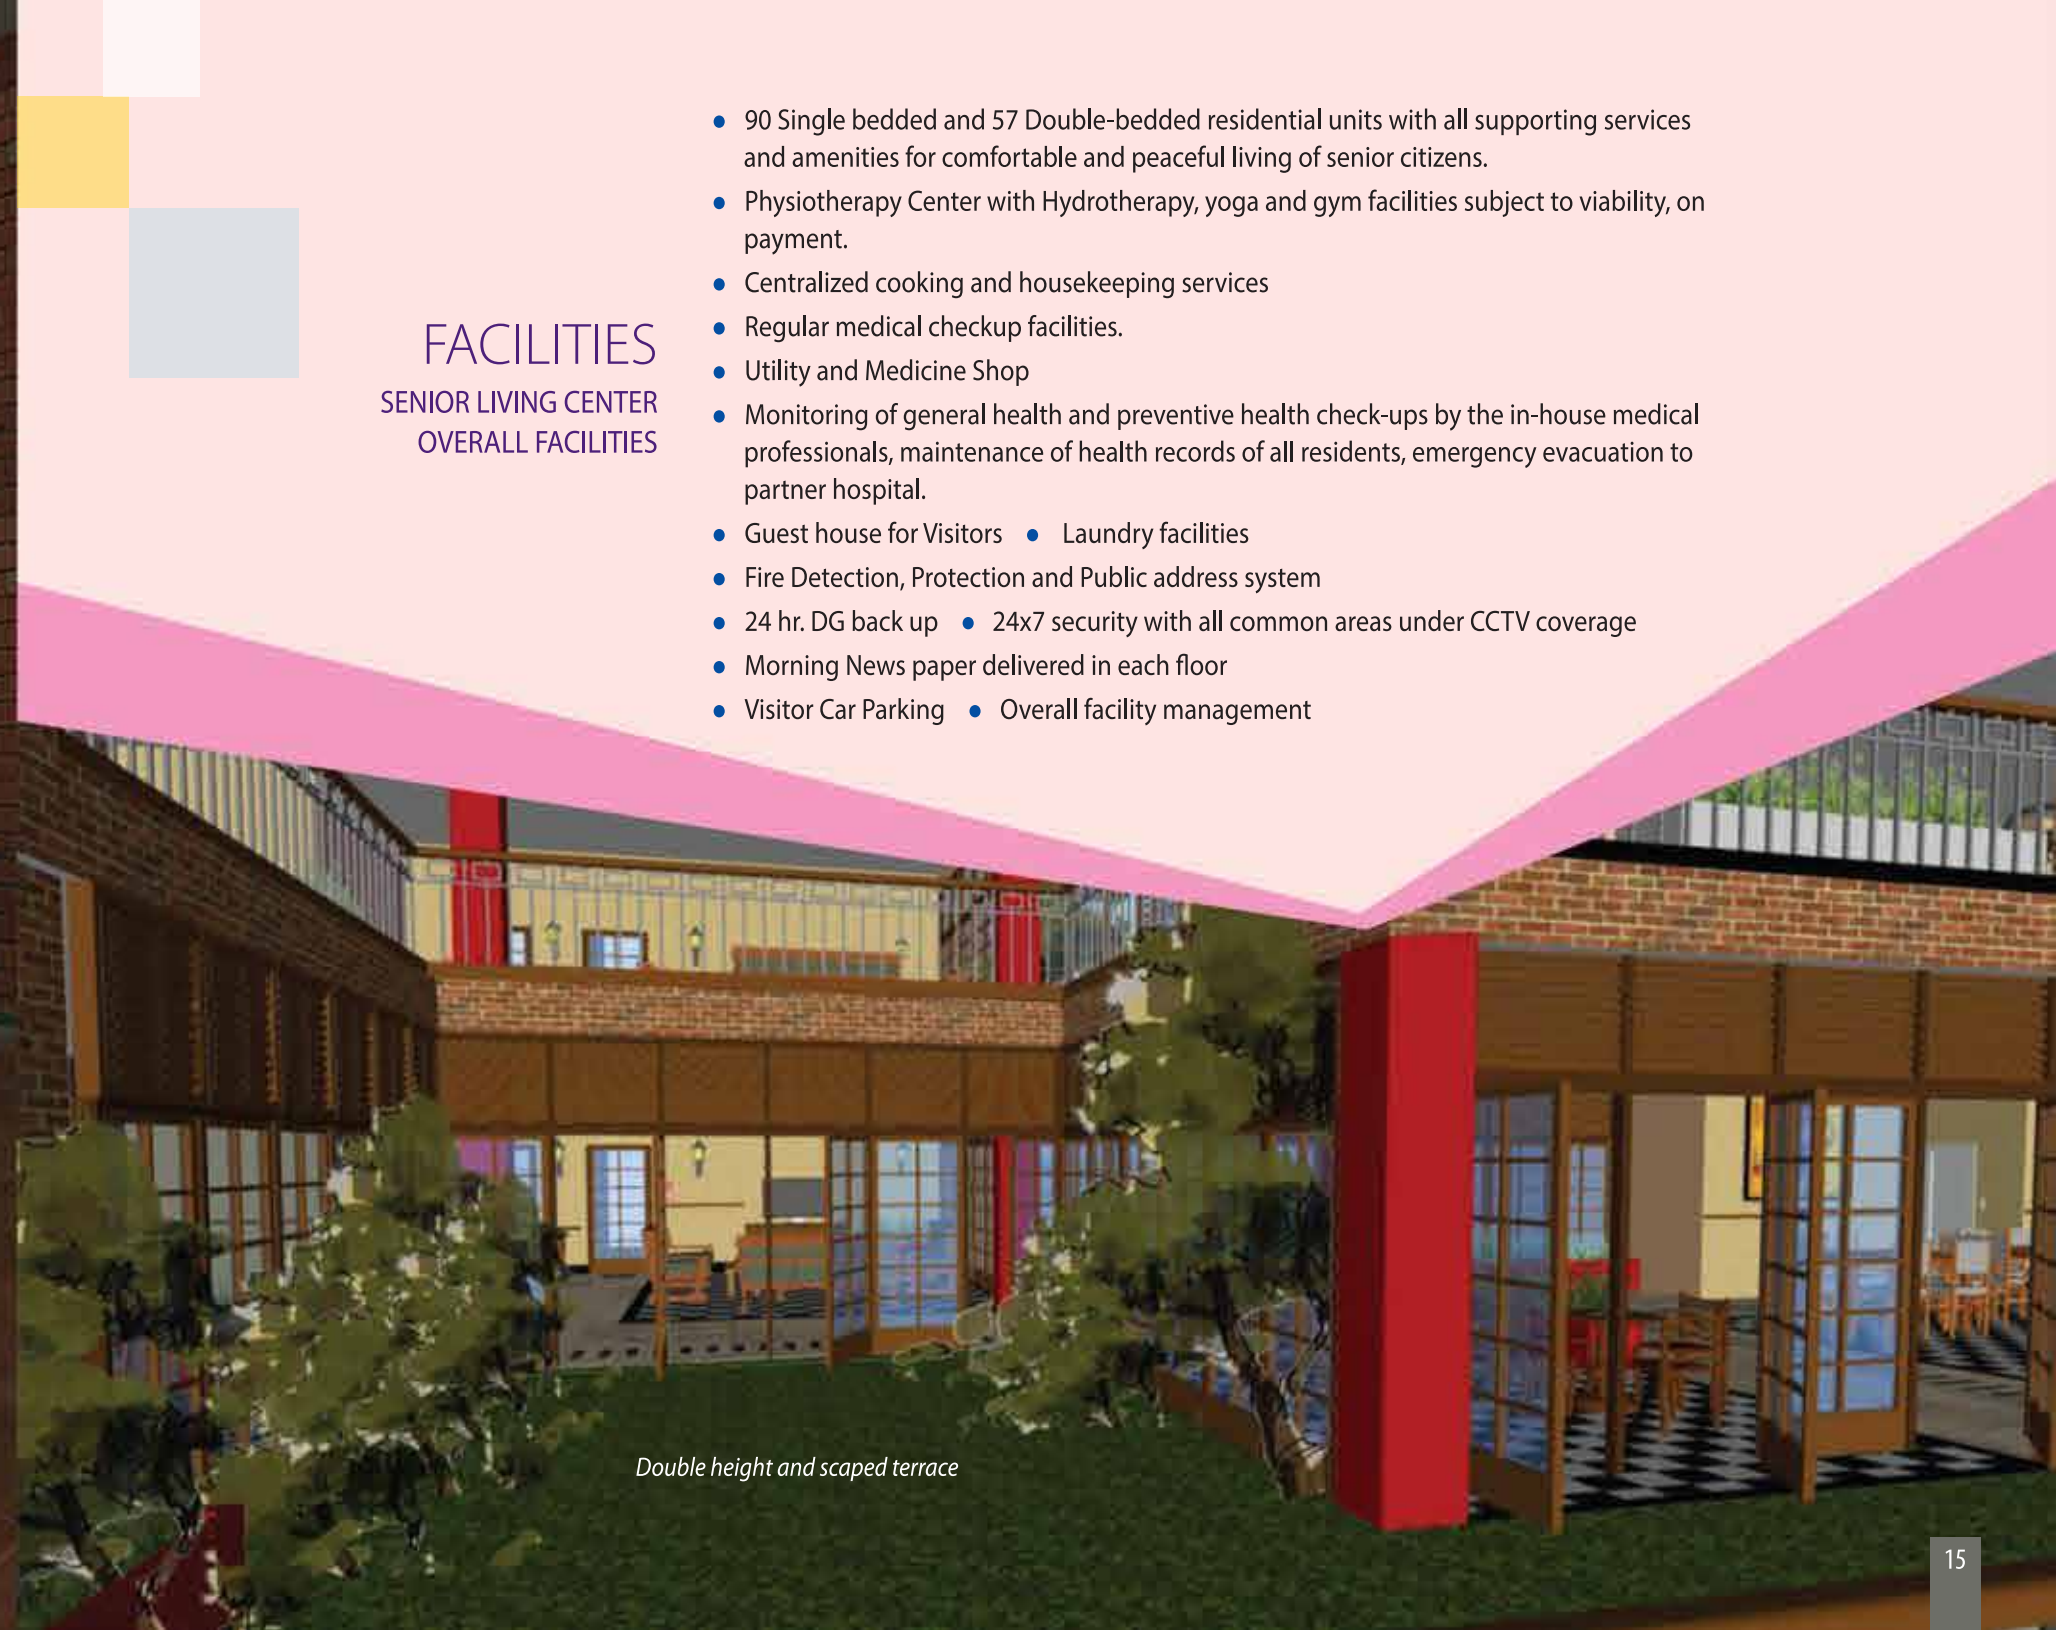 FACILITIES
SENIOR LIVING CENTER
OVERALL FACILITIES
• 90 Single bedded and 57 Double-bedded residential units with all supporting services
and amenities for comfortable and peaceful living of senior citizens.
• Physiotherapy Center with Hydrotherapy, yoga and gym facilities subject to viability, on
payment.
• Centralized cooking and housekeeping services
• Regular medical checkup facilities.
• Utility and Medicine Shop
• Monitoring of general health and preventive health check-ups by the in-house medical
professionals, maintenance of health records of all residents, emergency evacuation to
partner hospital.
• Guest house for Visitors • Laundry facilities
• Fire Detection, Protection and Public address system
• 24 hr. DG back up • 24x7 security with all common areas under CCTV coverage
• Morning News paper delivered in each floor
• Visitor Car Parking • Overall facility management
Double height and scaped terrace
15